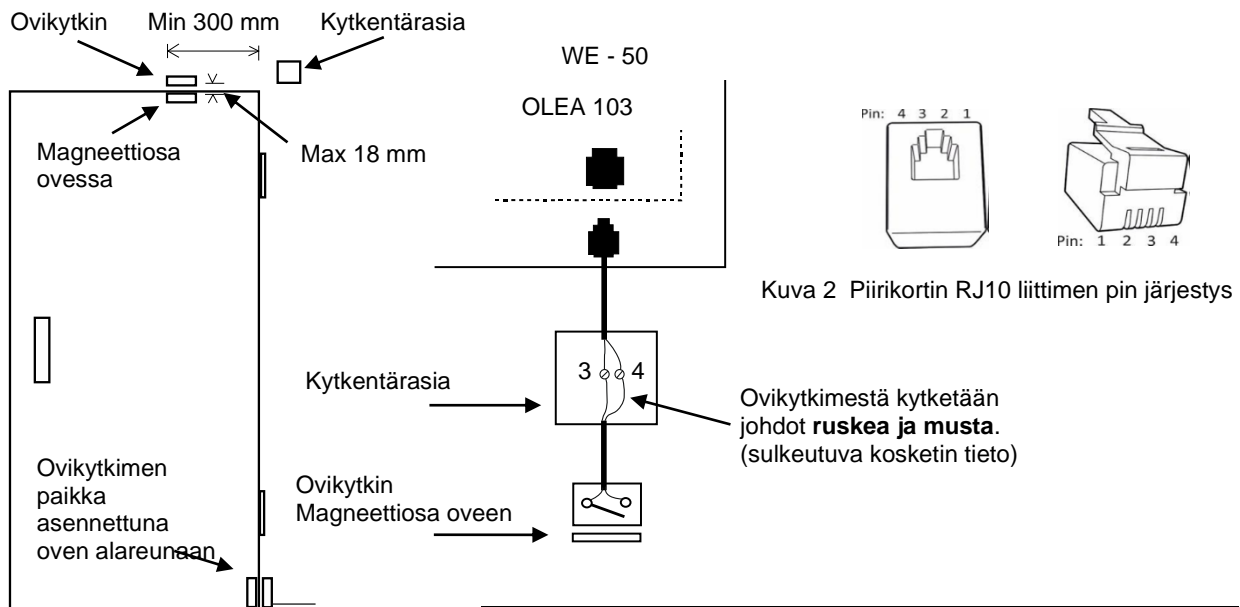 Ovikytkin
Min 300 mm
Kytkentärasia
Magneettiosa
ovessa
Max 18 mm
WE - 50
OLEA 103
Pin: 4 3 2 1
Pin: 1 2 3 4
Kuva 2 Piirikortin RJ10 liittimen pin järjestys
3 4
Kytkentärasia
Ovikytkimestä kytketään
johdot ruskea ja musta.
(sulkeutuva kosketin tieto)
Ovikytkimen
paikka
asennettuna
oven alareunaan
Ovikytkin
Magneettiosa oveen